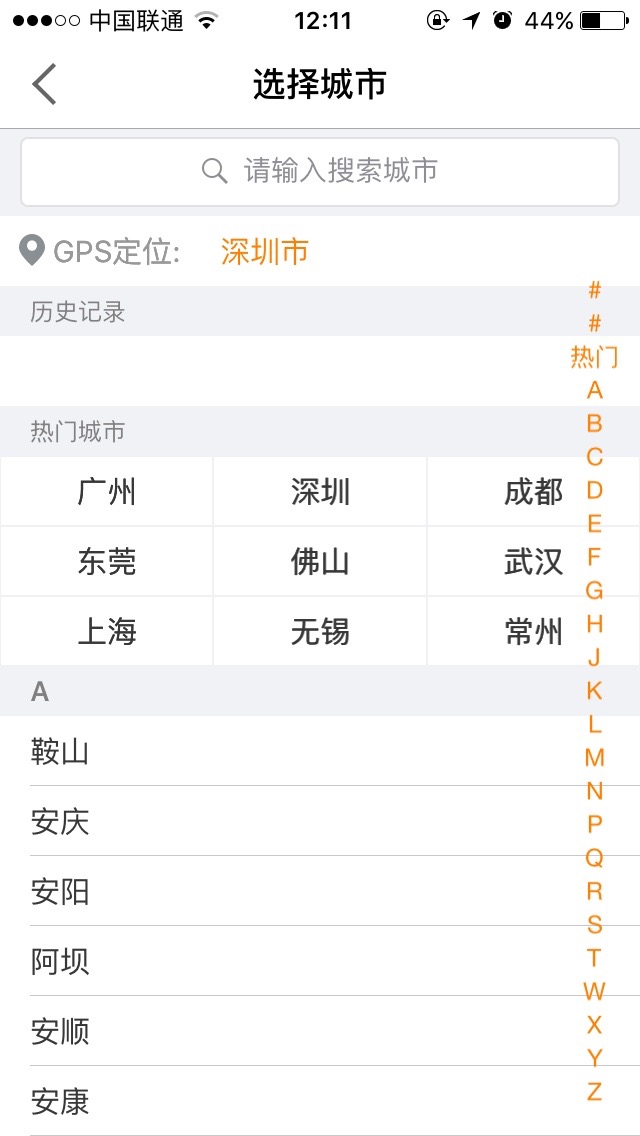 中国联通 12:11 44%
选择城市
请输入搜索城市
GPS定位: 深圳市
历史记录
热门城市
广州 深圳 成都
东莞 佛山 武汉
上海 无锡 常州
A
鞍山
安庆
安阳
阿坝
安顺
安康
#
#
热门
A
B
C
D
E
F
G
H
J
K
L
M
N
P
Q
R
S
T
W
X
Y
Z